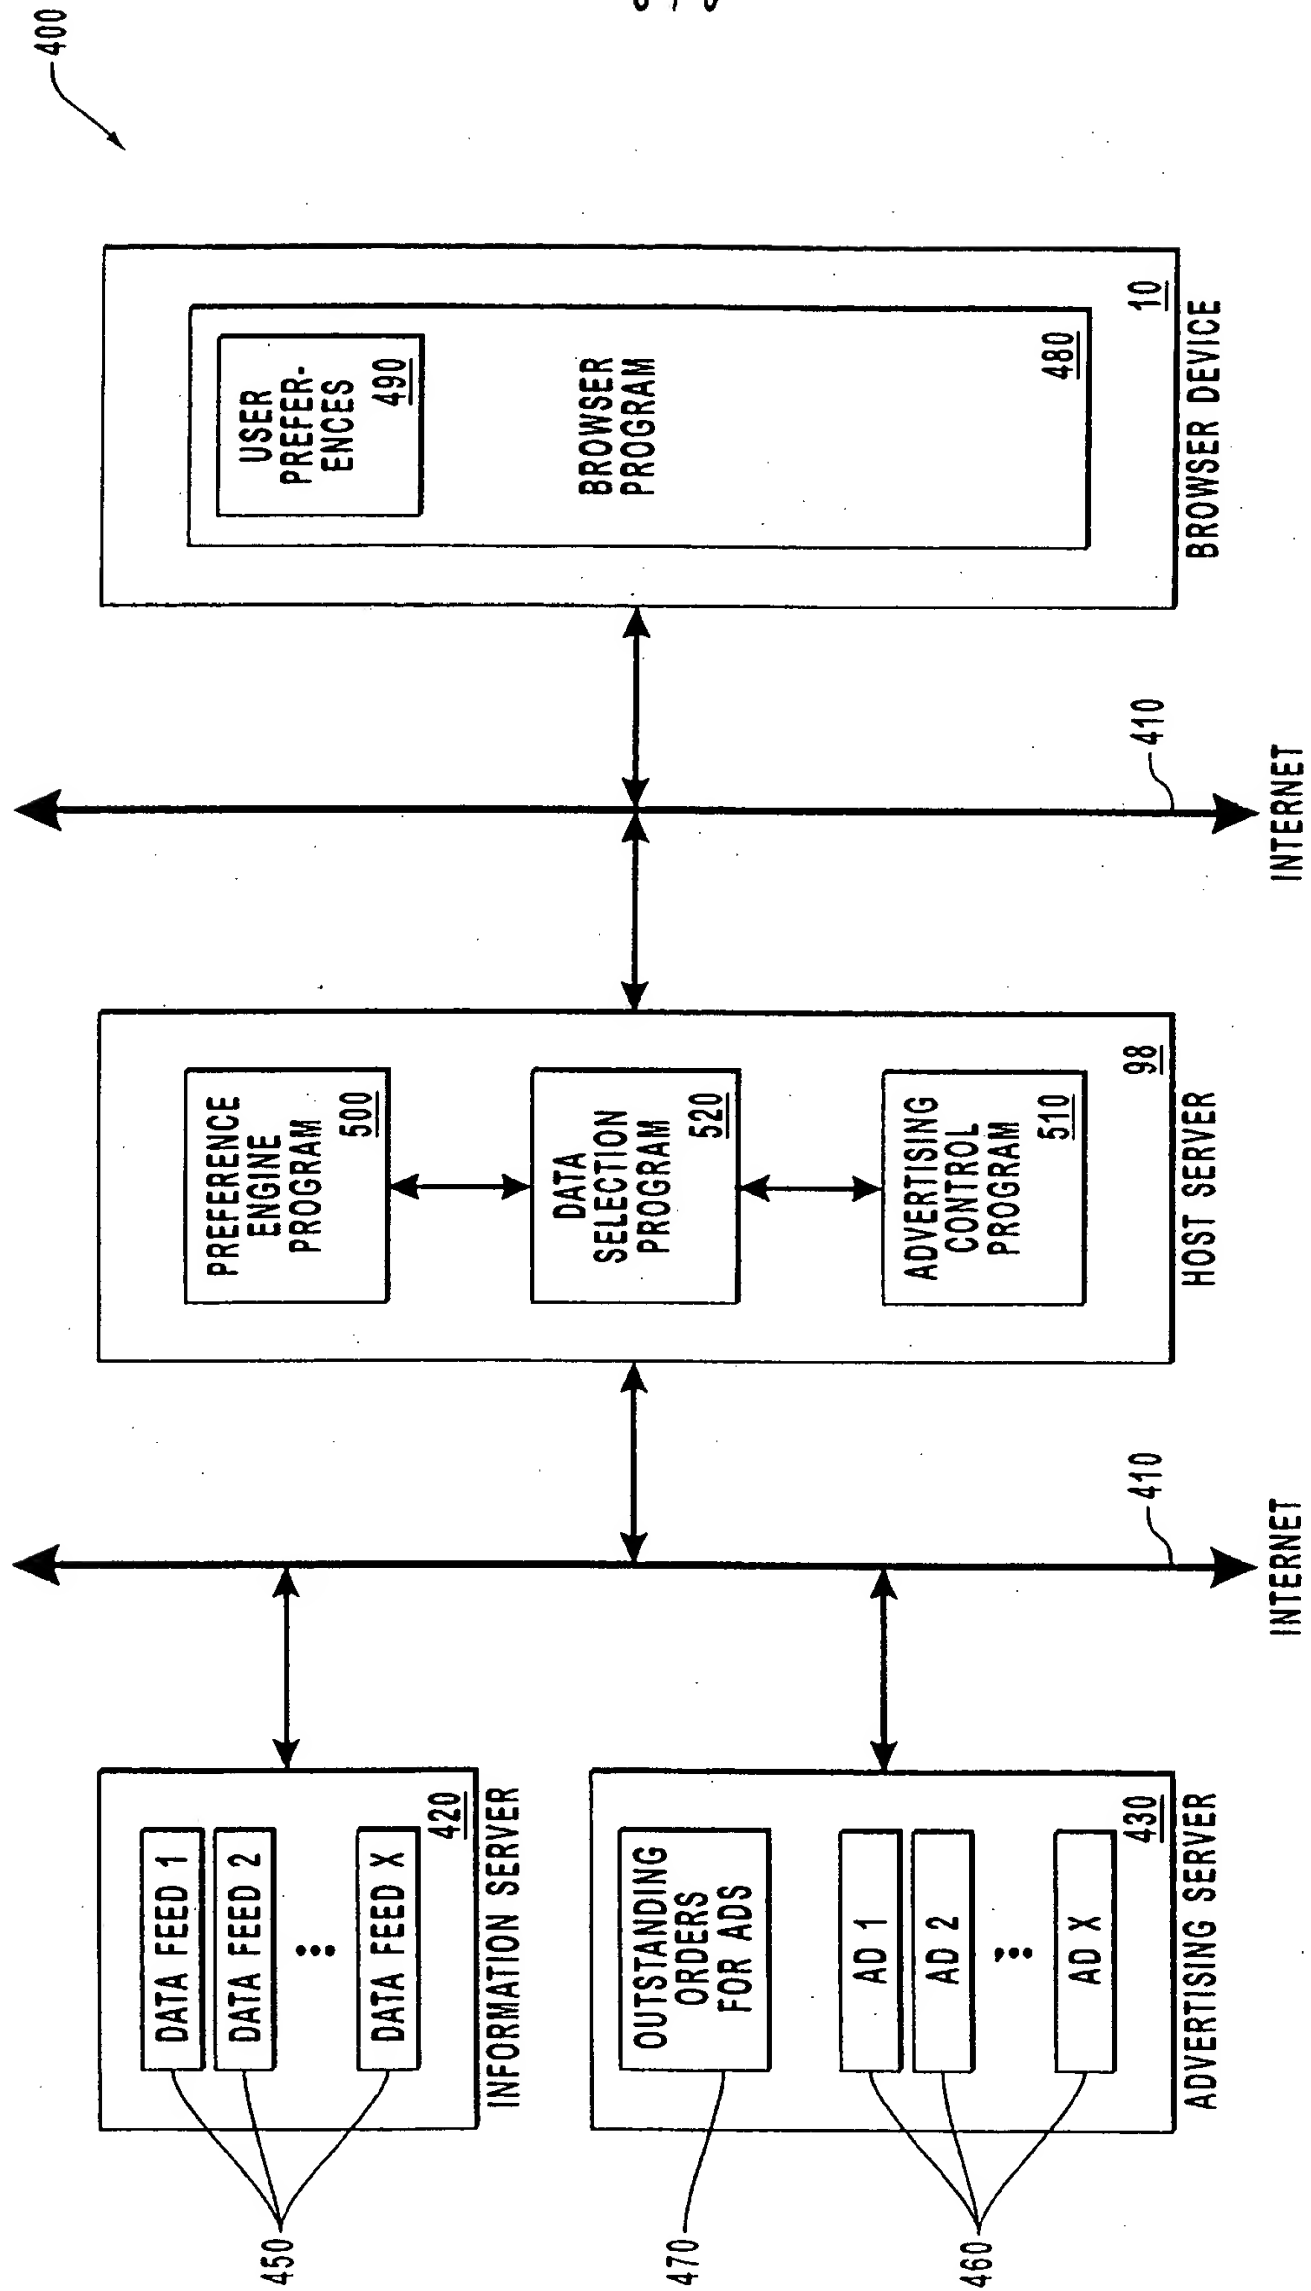 400
450
DATA FEED 1
DATA FEED 2
DATA FEED X
420
INFORMATION SERVER
470
OUTSTANDING
ORDERS
FOR ADS
460
AD 1
AD 2
AD X
430
ADVERTISING SERVER
410
INTERNET
PREFERENCE
ENGINE
PROGRAM
500
DATA
SELECTION
PROGRAM
520
ADVERTISING
CONTROL
PROGRAM
510
98
HOST SERVER
410
INTERNET
USER
PREFER-
ENCES
490
BROWSER
PROGRAM
480
10
BROWSER DEVICE